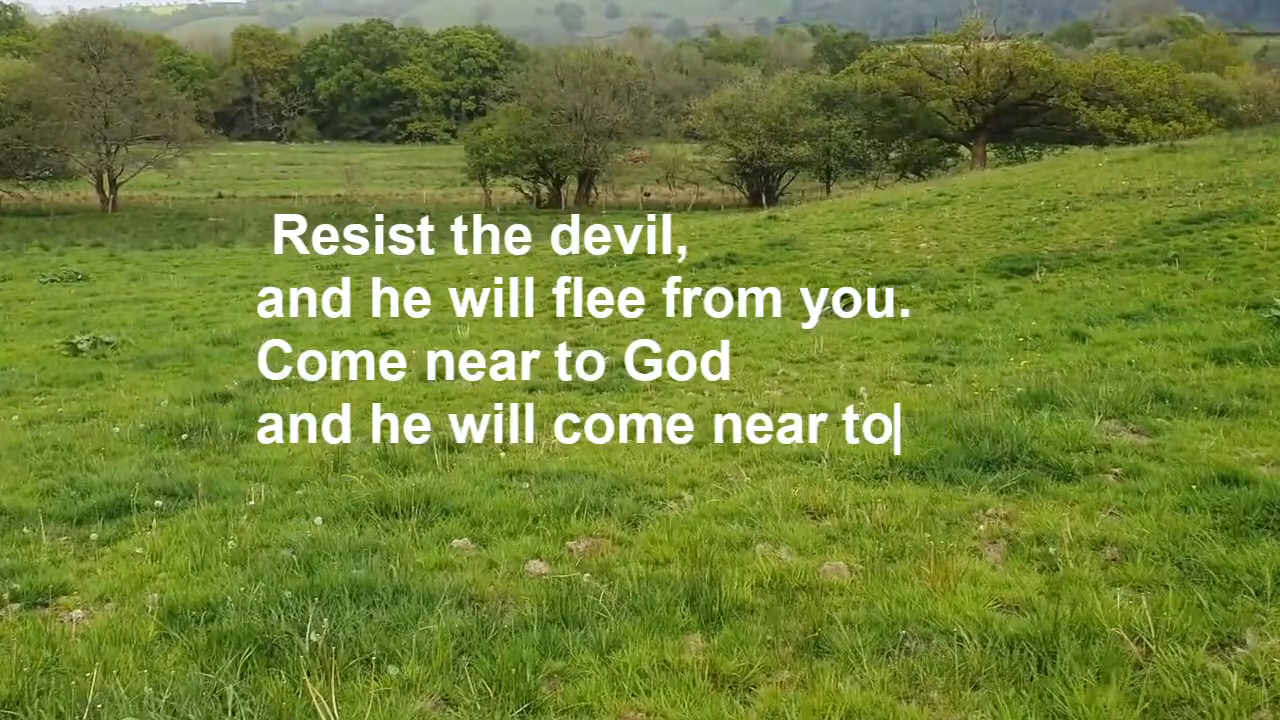 Resist the devil,
and he will flee from you.
Come near to God
and he will come near to